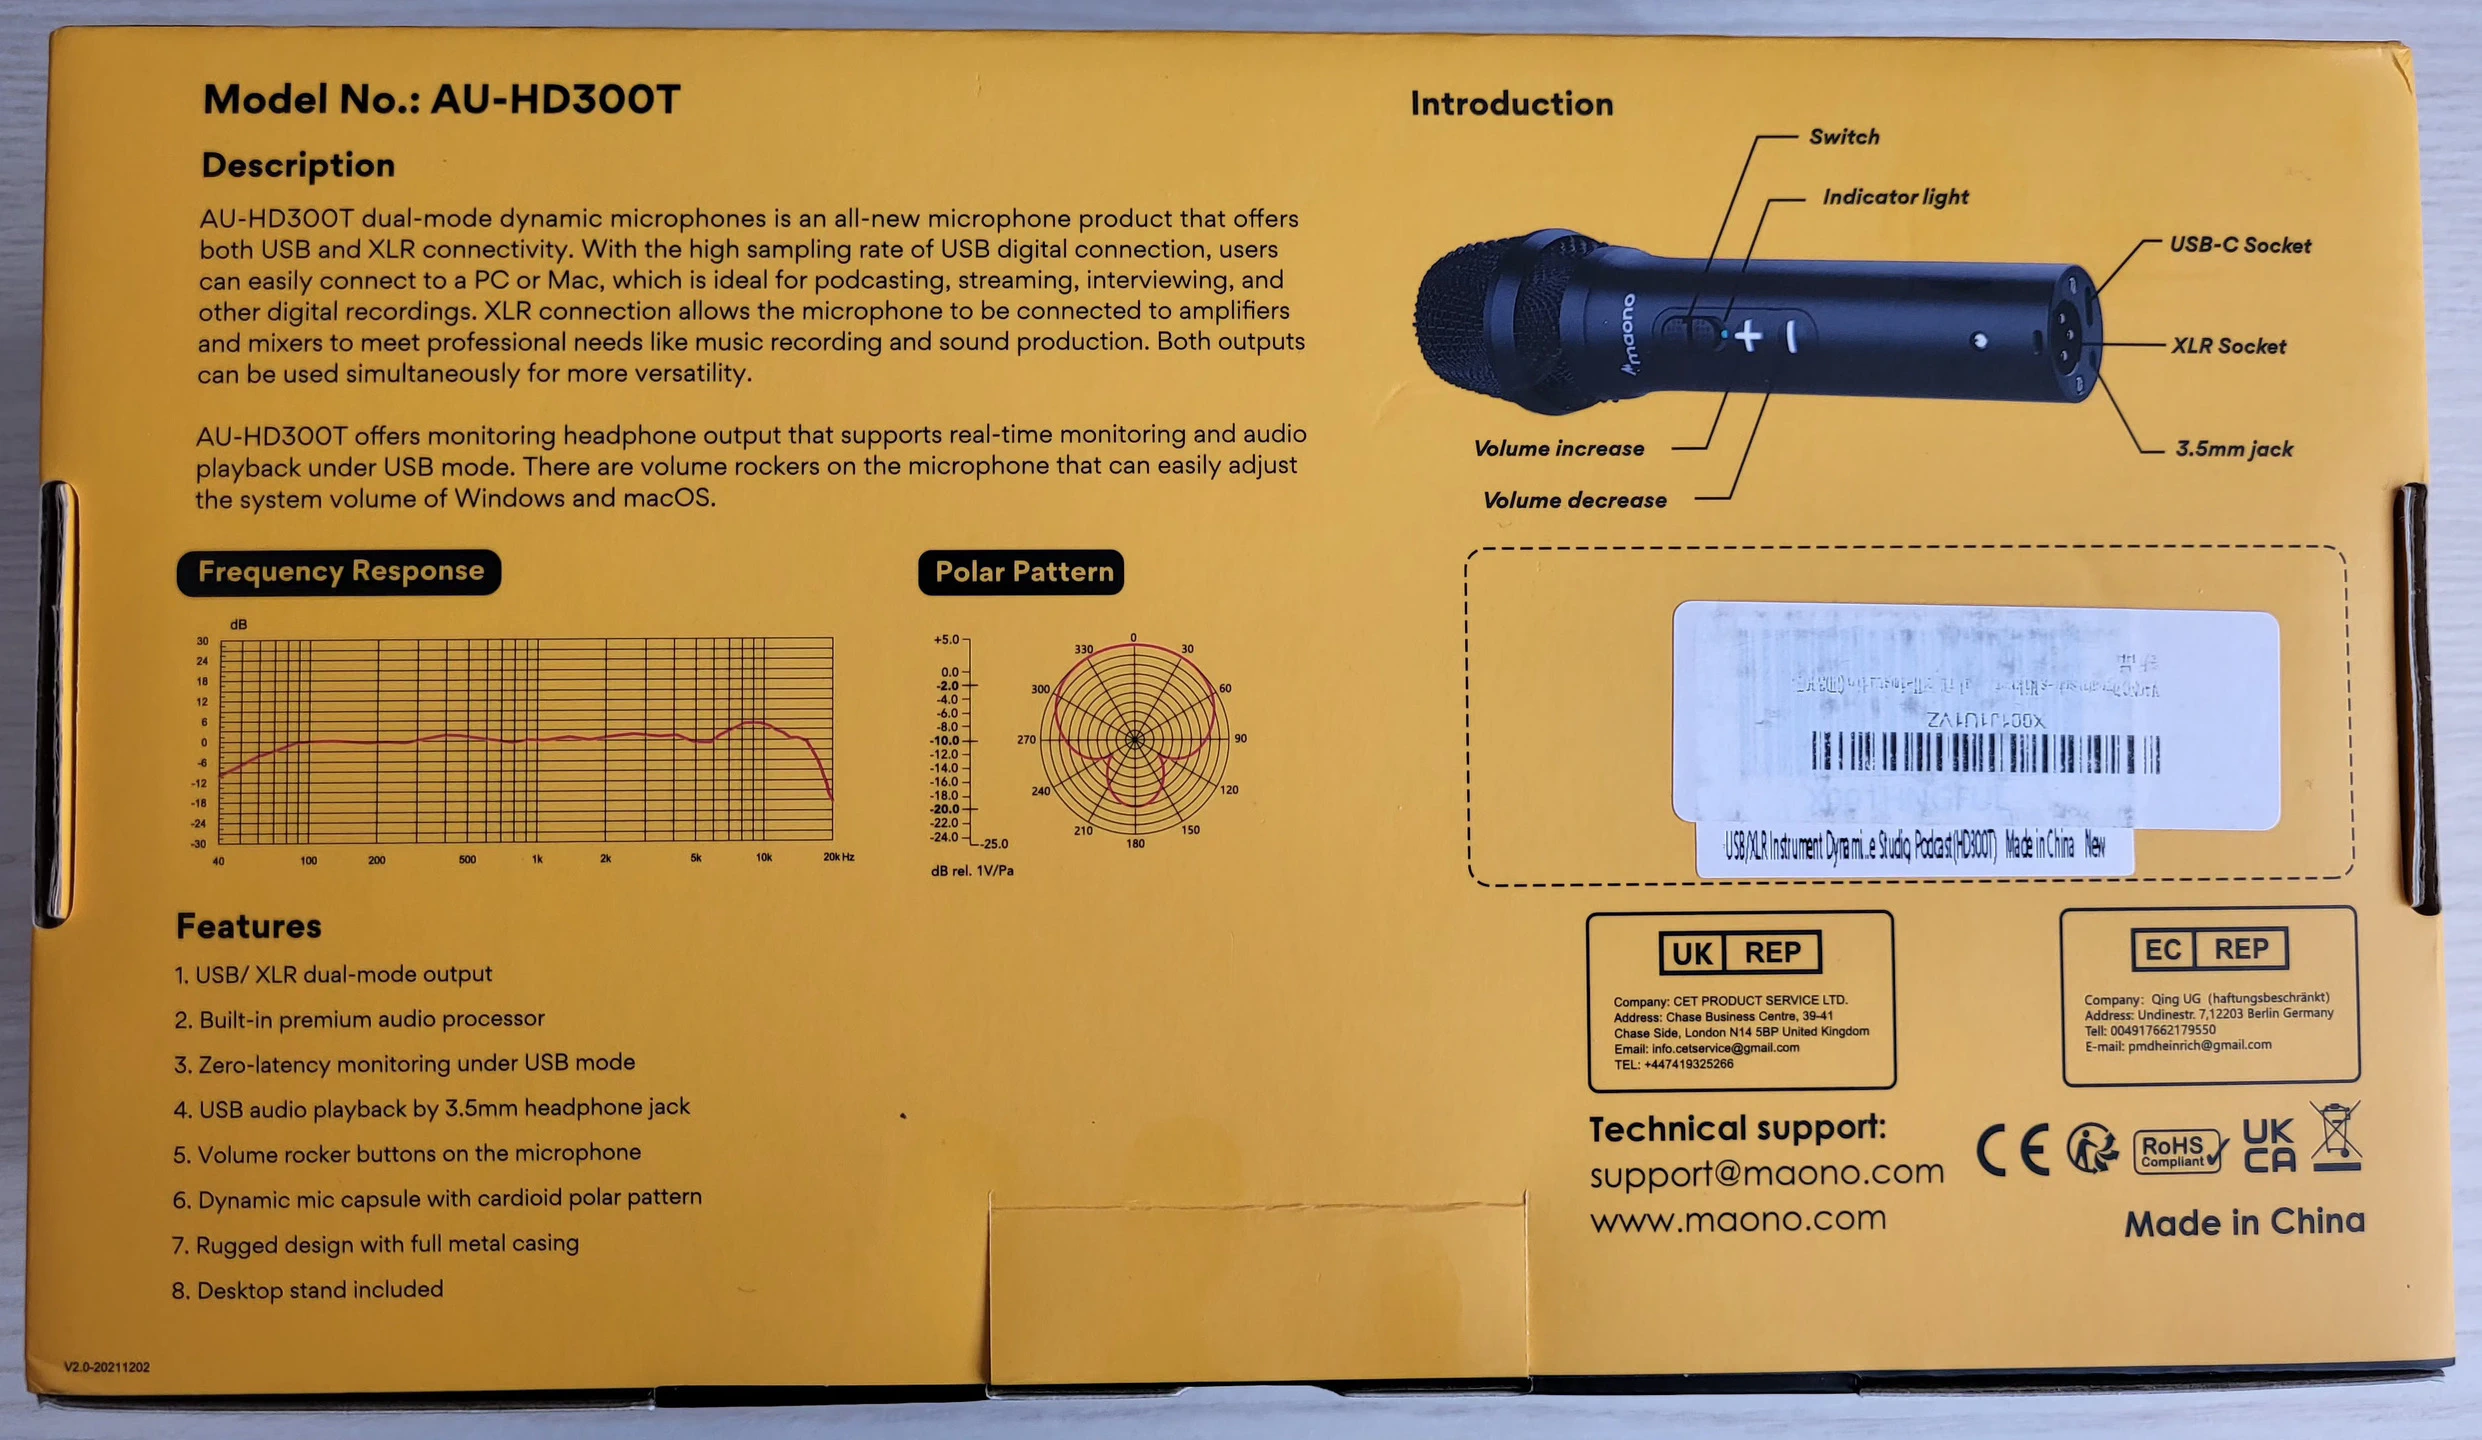 Model No.: AU-HD300T
Description
AU-HD300T dual-mode dynamic microphones is an all-new microphone product that offers
both USB and XLR connectivity. With the high sampling rate of USB digital connection, users
can easily connect to a PC or Mac, which is ideal for podcasting, streaming, interviewing, and
other digital recordings. XLR connection allows the microphone to be connected to amplifiers
and mixers to meet professional needs like music recording and sound production. Both outputs
can be used simultaneously for more versatility.
AU-HD300T offers monitoring headphone output that supports real-time monitoring and audio
playback under USB mode. There are volume rockers on the microphone that can easily adjust
the system volume of Windows and macOS.
Frequency Response
dB
30
24
18
12
6
0
-6
-12
-18
-24
-30
40 100 200 500 1k 2k 5k 10k 20k Hz
Polar Pattern
+5.0
0.0
-2.0
-4.0
-6.0
-8.0
-10.0
-12.0
-14.0
-16.0
-18.0
-20.0
-22.0
-24.0
-25.0
dB rel. 1V/Pa
0
30
60
90
120
150
180
210
240
270
300
330
Features
1. USB/ XLR dual-mode output
2. Built-in premium audio processor
3. Zero-latency monitoring under USB mode
4. USB audio playback by 3.5mm headphone jack
5. Volume rocker buttons on the microphone
6. Dynamic mic capsule with cardioid polar pattern
7. Rugged design with full metal casing
8. Desktop stand included
V2.0-20211202
Introduction
Switch
Indicator light
USB-C Socket
XLR Socket
3.5mm jack
Volume increase
Volume decrease
maono
USB/XLR Instrument Dynami...e Studio Podcast(HD300T) Made in China New
UK REP
Company: CET PRODUCT SERVICE LTD.
Address: Chase Business Centre, 39-41
Chase Side, London N14 5BP United Kingdom
Email: info.cetservice@gmail.com
TEL: +447419325266
EC REP
Company: Qing UG (haftungsbeschränkt)
Address: Undinestr. 7,12203 Berlin Germany
Tell: 004917662179550
E-mail: pmdheinrich@gmail.com
Technical support:
support@maono.com
www.maono.com
CE
RoHS
Compliant
UK
CA
Made in China